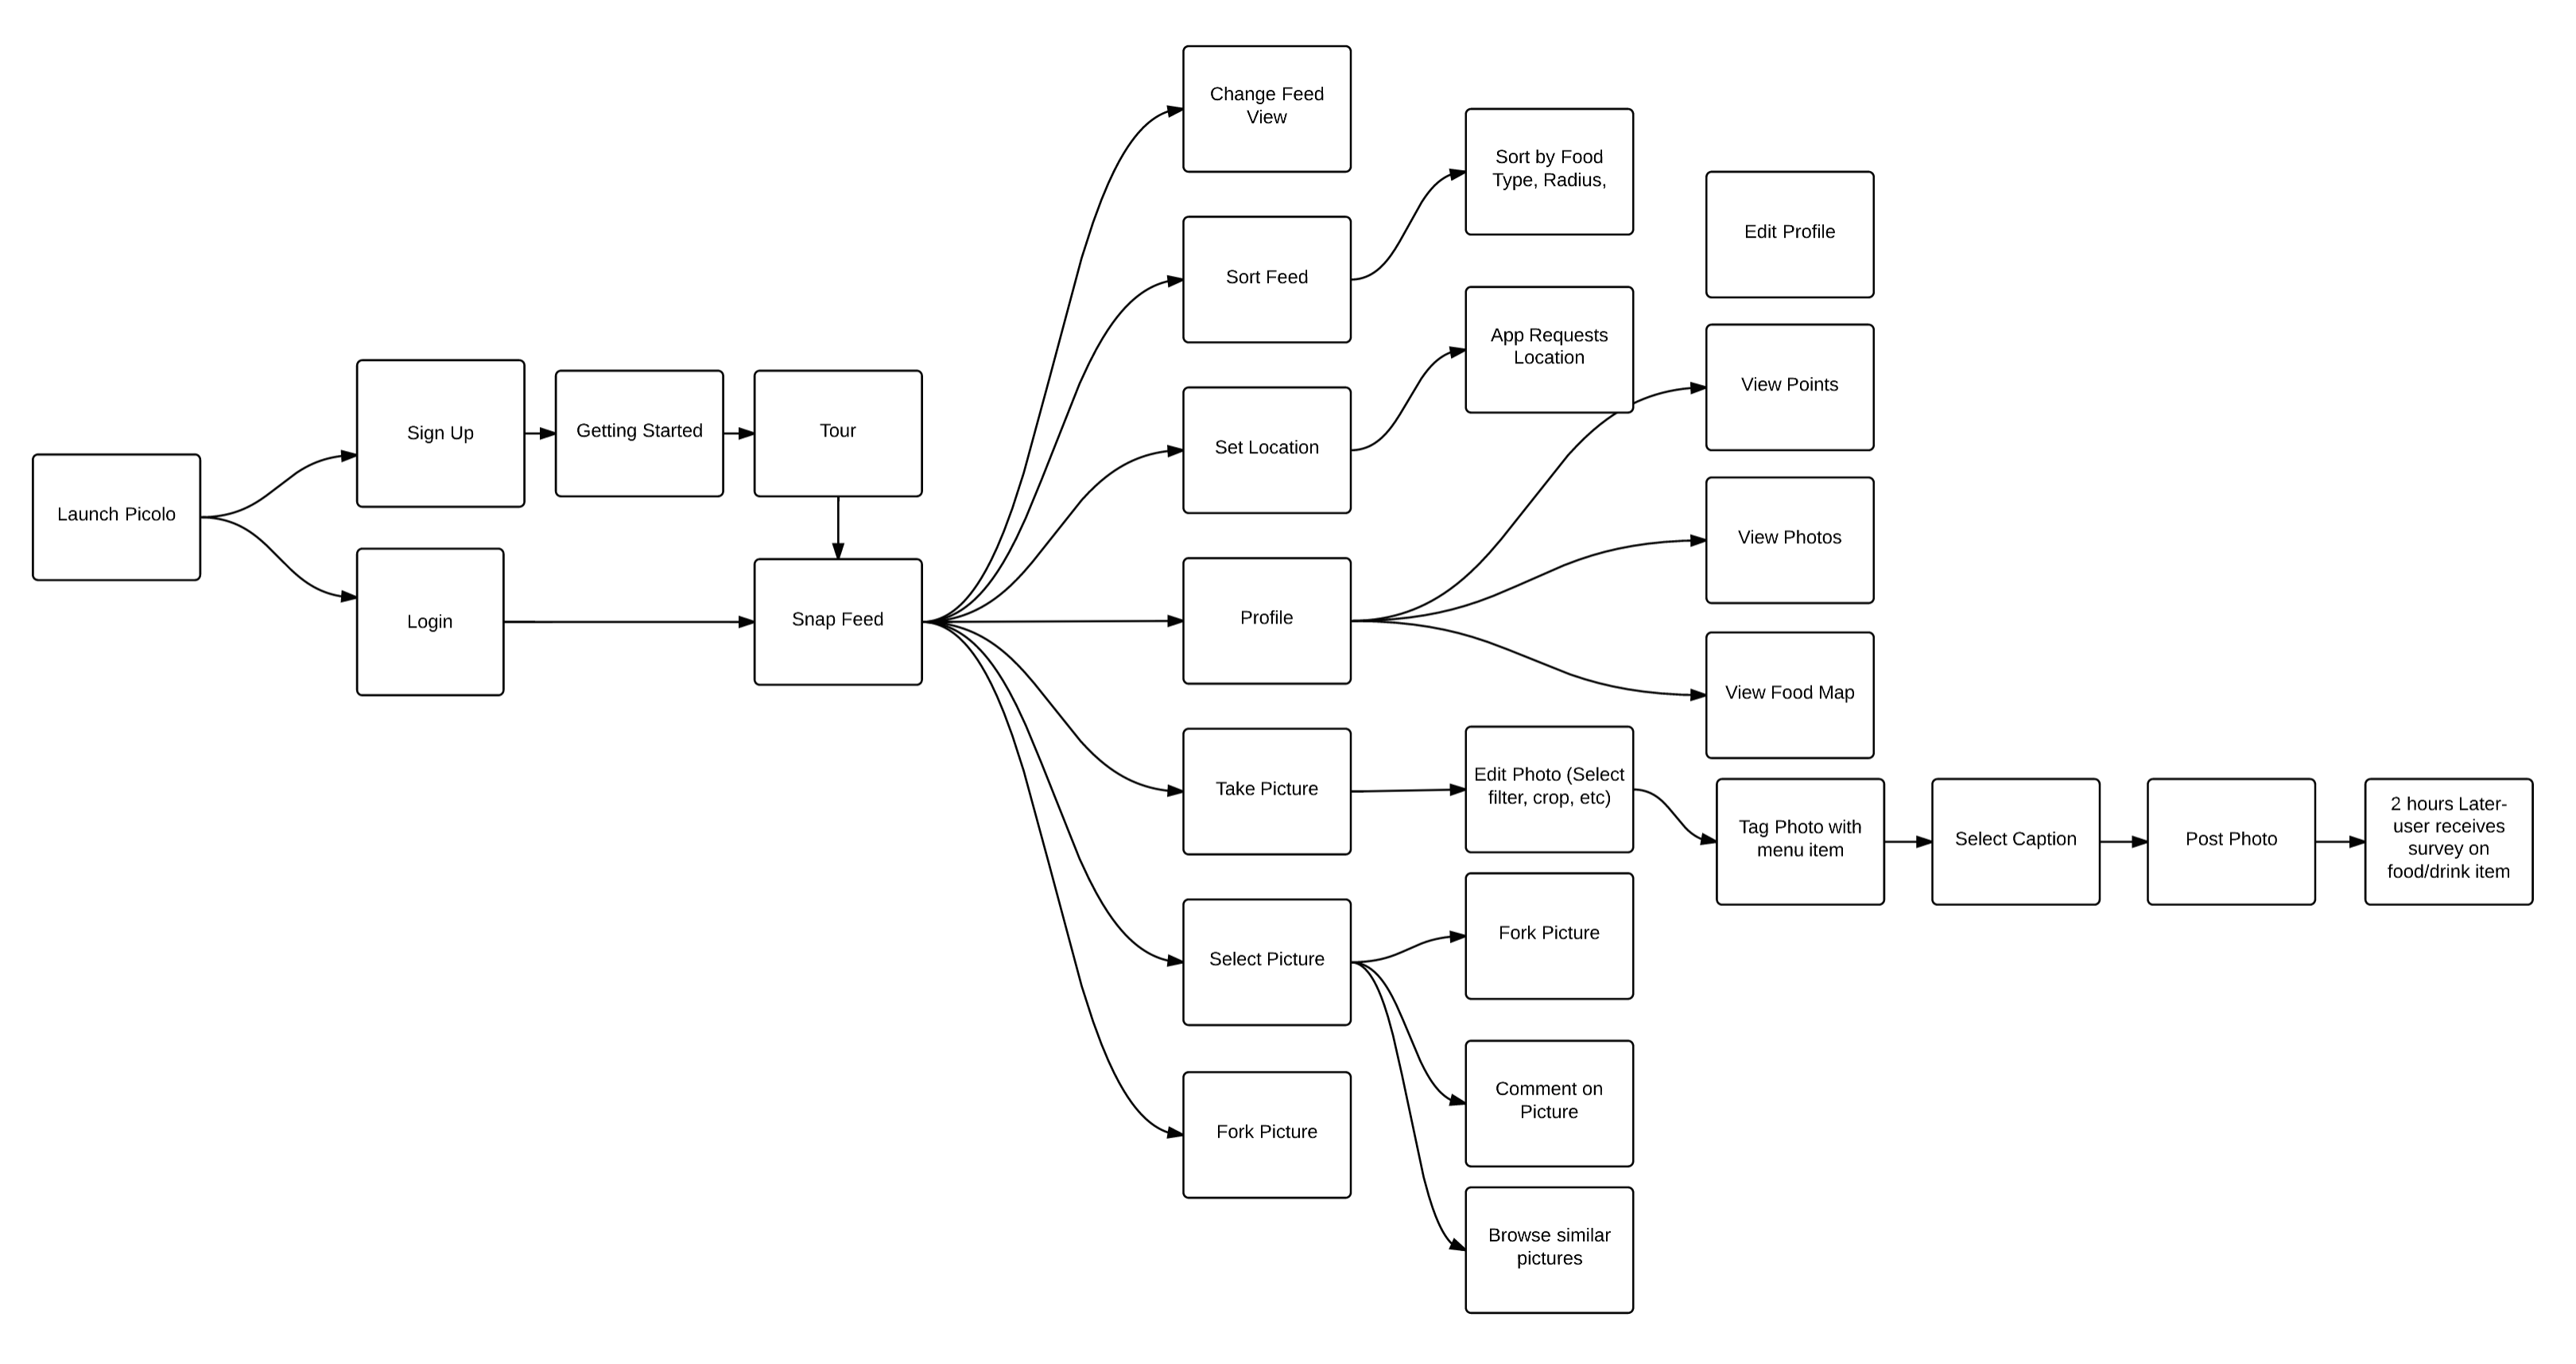 Launch Picolo
Sign Up
Login
Getting Started
Tour
Snap Feed
Change Feed
View
Sort Feed
Set Location
Profile
Take Picture
Select Picture
Fork Picture
Sort by Food
Type, Radius,
App Requests
Location
Edit Profile
View Points
View Photos
View Food Map
Edit Photo (Select
filter, crop, etc)
Tag Photo with
menu item
Select Caption
Post Photo
2 hours Later-
user receives
survey on
food/drink item
Fork Picture
Comment on
Picture
Browse similar
pictures